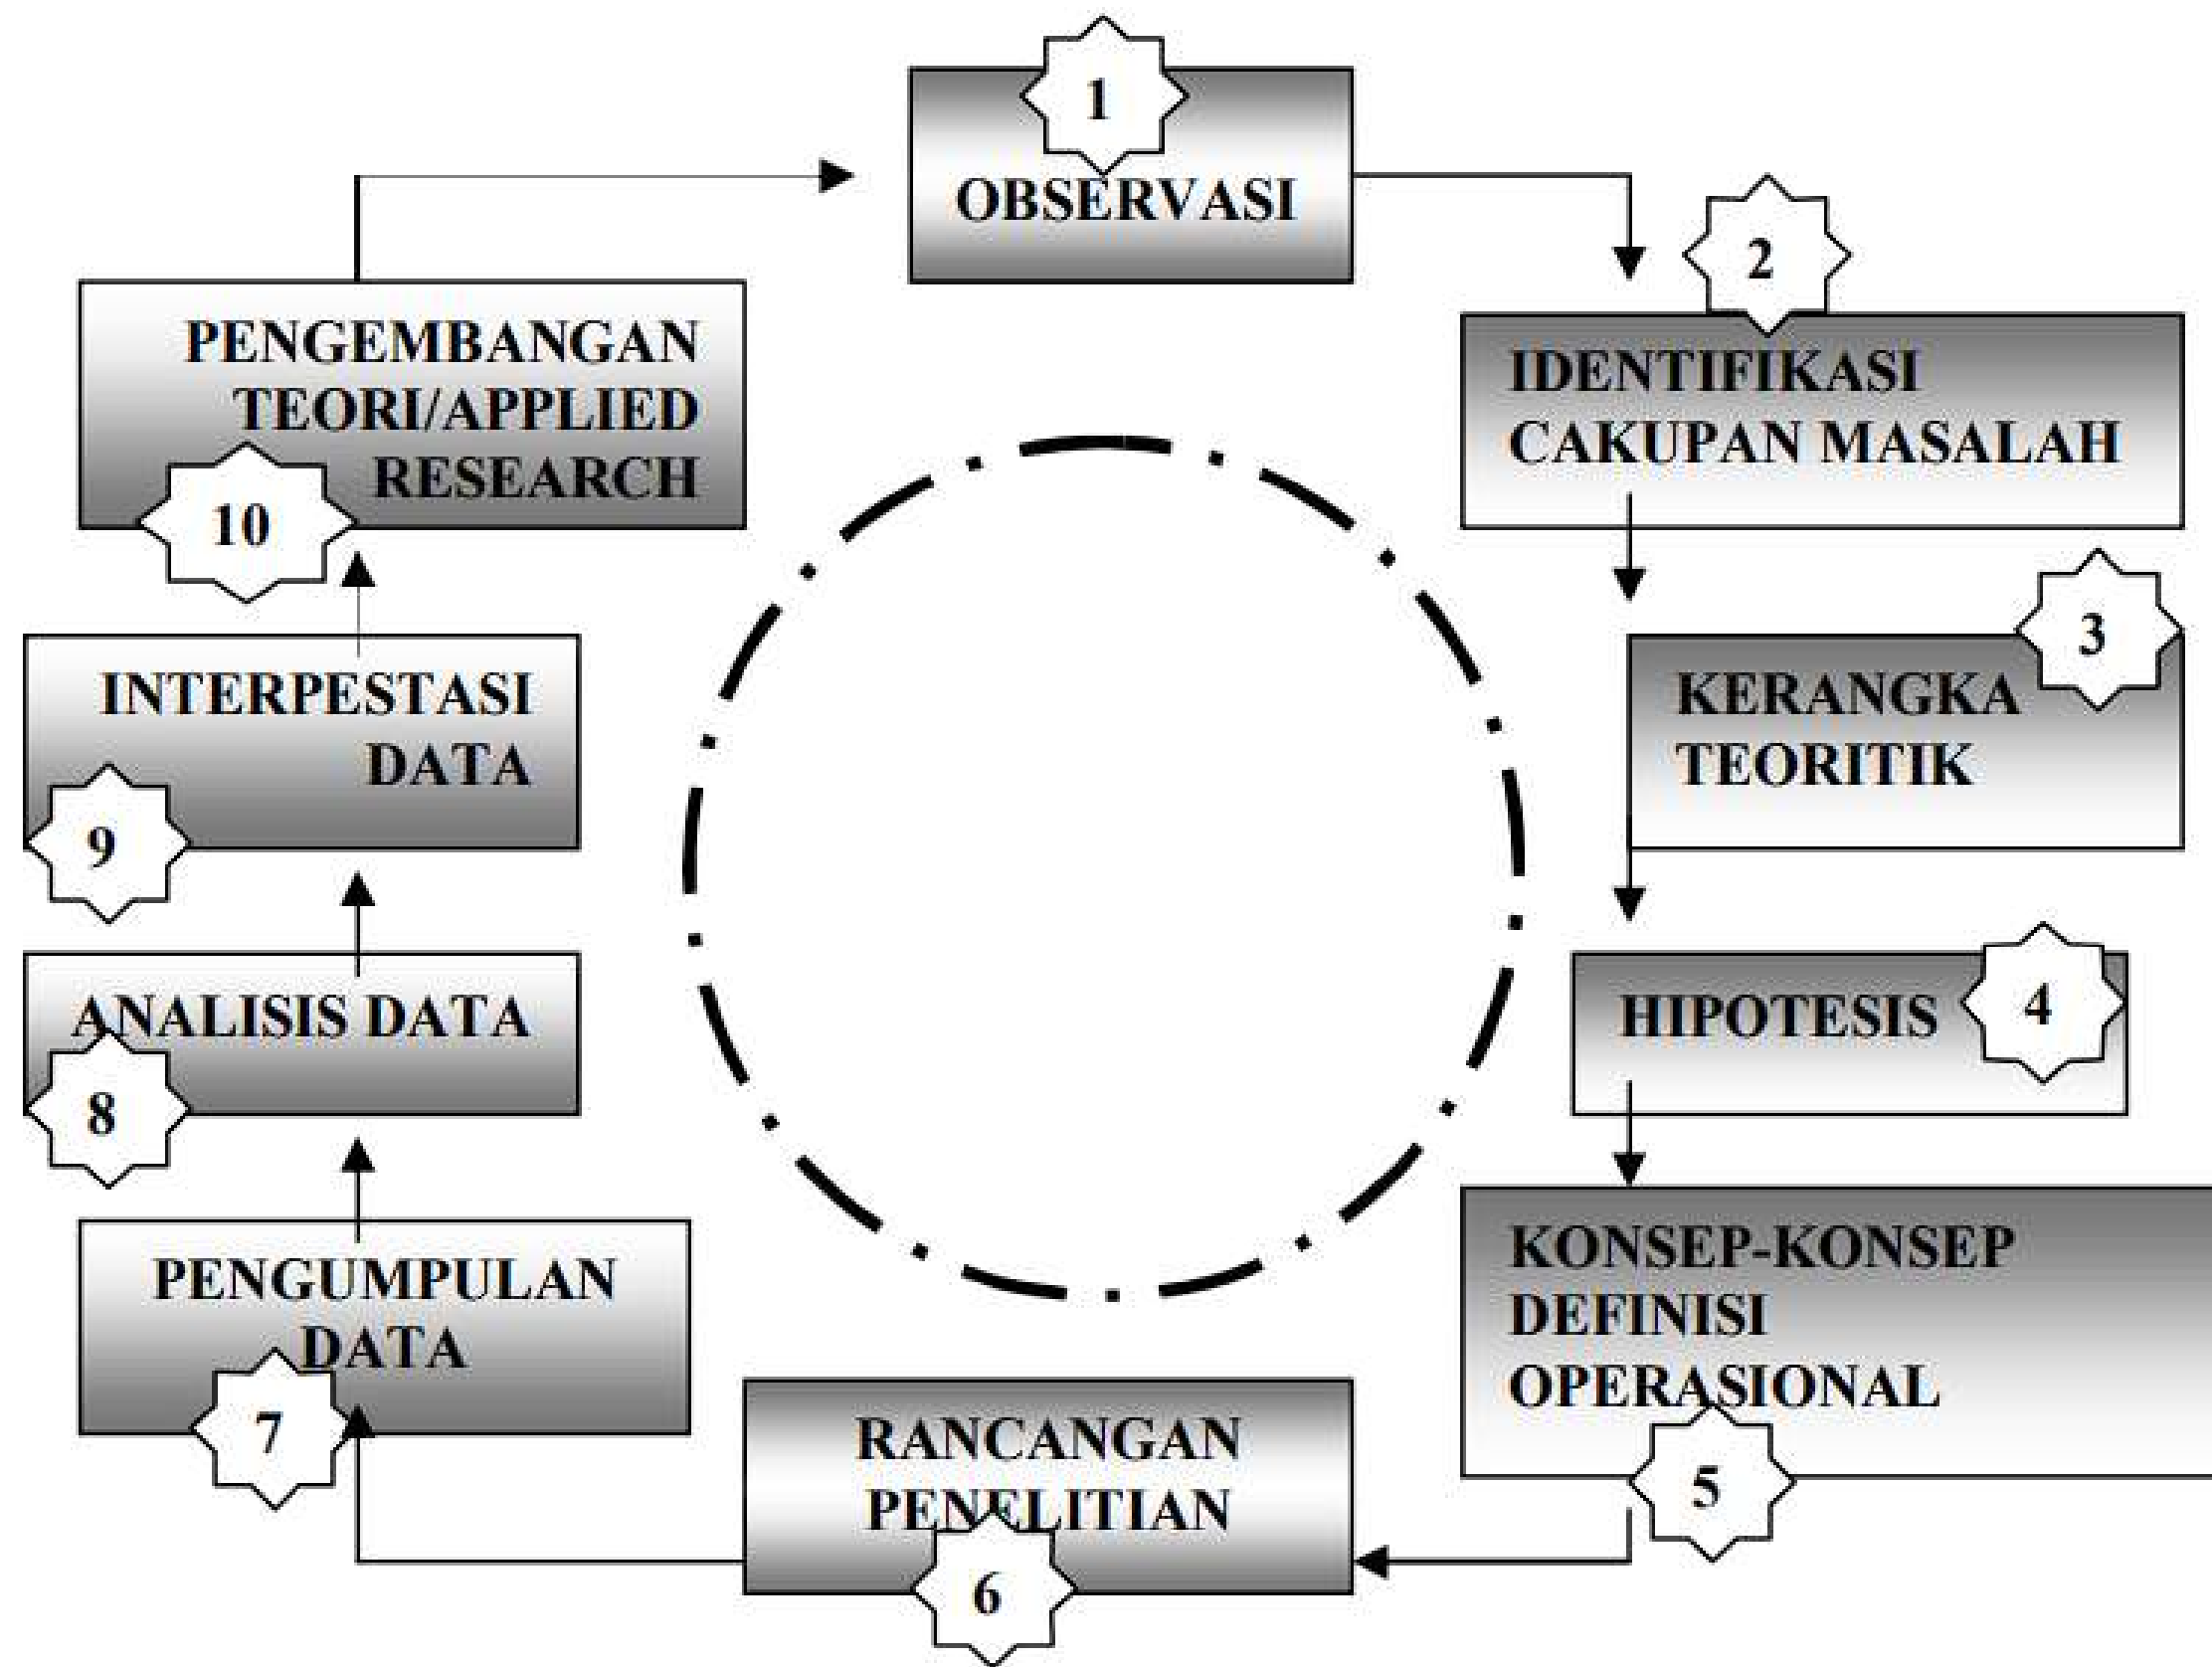 1
OBSERVASI
2
IDENTIFIKASI
CAKUPAN MASALAH
3
KERANGKA
TEORITIK
4
HIPOTESIS
KONSEP-KONSEP
DEFINISI
OPERASIONAL
5
RANCANGAN
PENELITIAN
6
PENGUMPULAN
DATA
7
ANALISIS DATA
8
INTERPESTASI
DATA
9
PENGEMBANGAN
TEORI/APPLIED
RESEARCH
10